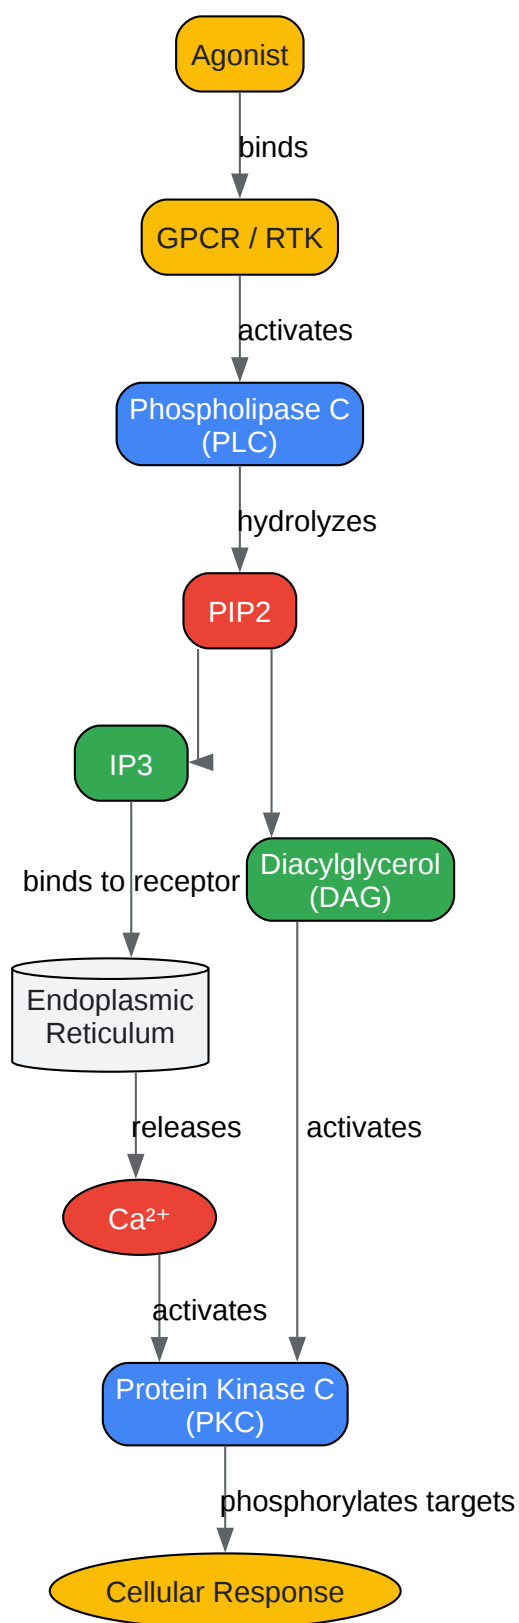 Agonist
binds
GPCR / RTK
activates
Phospholipase C
(PLC)
hydrolyzes
PIP2
IP3
Diacylglycerol
(DAG)
binds to receptor
Endoplasmic
Reticulum
releases
activates
Ca²⁺
activates
Protein Kinase C
(PKC)
phosphorylates targets
Cellular Response